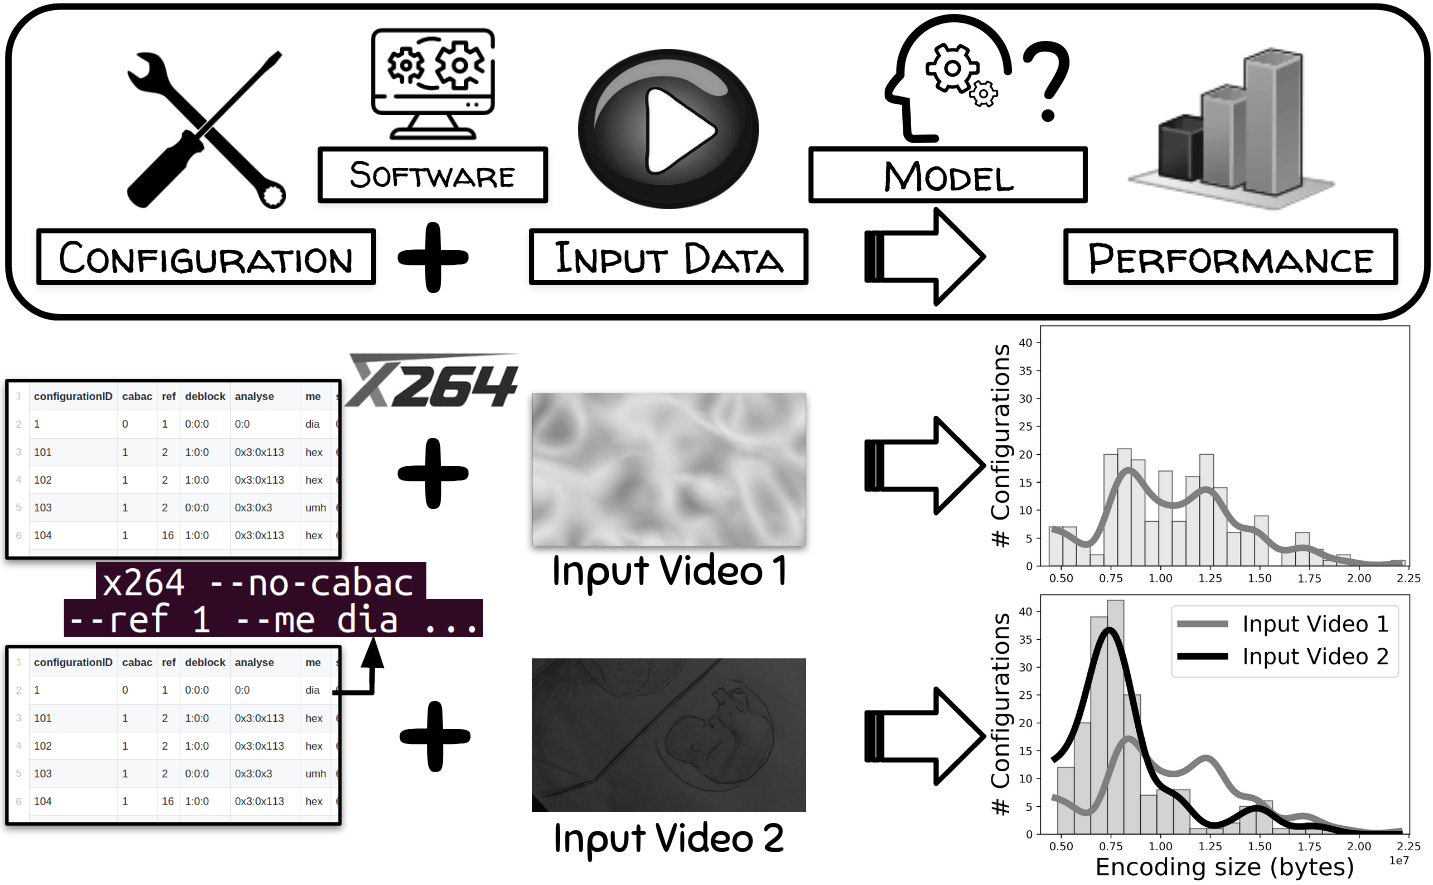 SOFTWARE
MODEL
CONFIGURATION
INPUT DATA
PERFORMANCE
X264
1 configurationID cabac ref deblock analyse me s
2 1 0 1 0:0:0 0:0 dia
3 101 1 2 1:0:0 0x3:0x113 hex
4 102 1 2 1:0:0 0x3:0x113 hex
5 103 1 2 0:0:0 0x3:0x3 umh
6 104 1 16 1:0:0 0x3:0x113 hex
Input Video 1
# Configurations
40
35
30
25
20
15
10
5
0
0.50 0.75 1.00 1.25 1.50 1.75 2.00 2.25
x264 --no-cabac
--ref 1 --me dia ...
1 configurationID cabac ref deblock analyse me s
2 1 0 1 0:0:0 0:0 dia
3 101 1 2 1:0:0 0x3:0x113 hex
4 102 1 2 1:0:0 0x3:0x113 hex
5 103 1 2 0:0:0 0x3:0x3 umh
6 104 1 16 1:0:0 0x3:0x113 hex
Input Video 2
# Configurations
40
35
30
25
20
15
10
5
0
Input Video 1
Input Video 2
0.50 0.75 1.00 1.25 1.50 1.75 2.00 2.25
1e7
Encoding size (bytes)